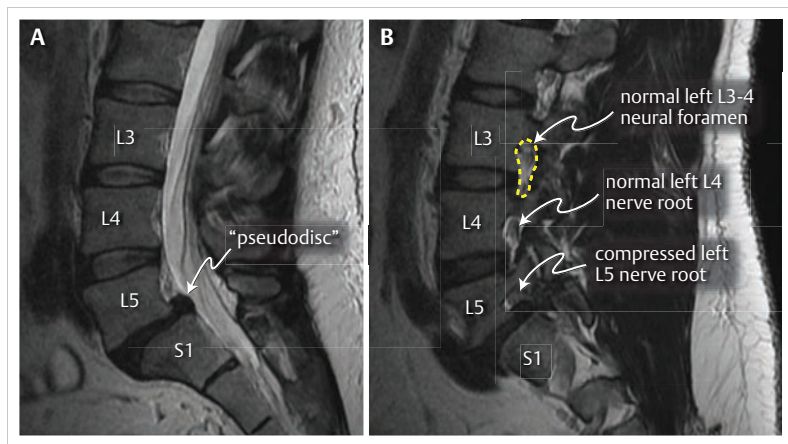 A
L3
L4
“pseudodisc”
L5
S1
B
normal left L3-4
neural foramen
L3
normal left L4
nerve root
L4
compressed left
L5 nerve root
L5
S1